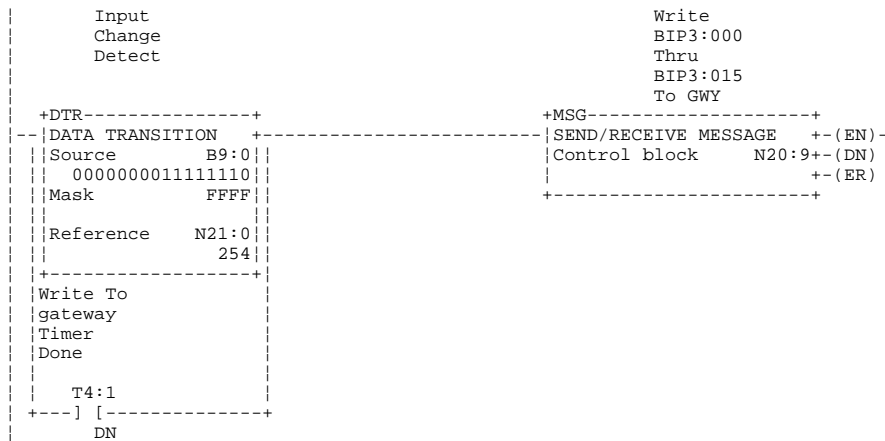 Input Write
Change BIP3:000
Detect Thru
BIP3:015
To GWY
+DTR---------------+ +MSG--------------------+
DATA TRANSITION SEND/RECEIVE MESSAGE +-(EN)-
Source B9:0 Control block N20:9+-(DN)
0000000011111110 +-(ER)
Mask FFFF
Reference N21:0
254
Write To
gateway
Timer
Done
T4:1
+---] [--------------+
DN